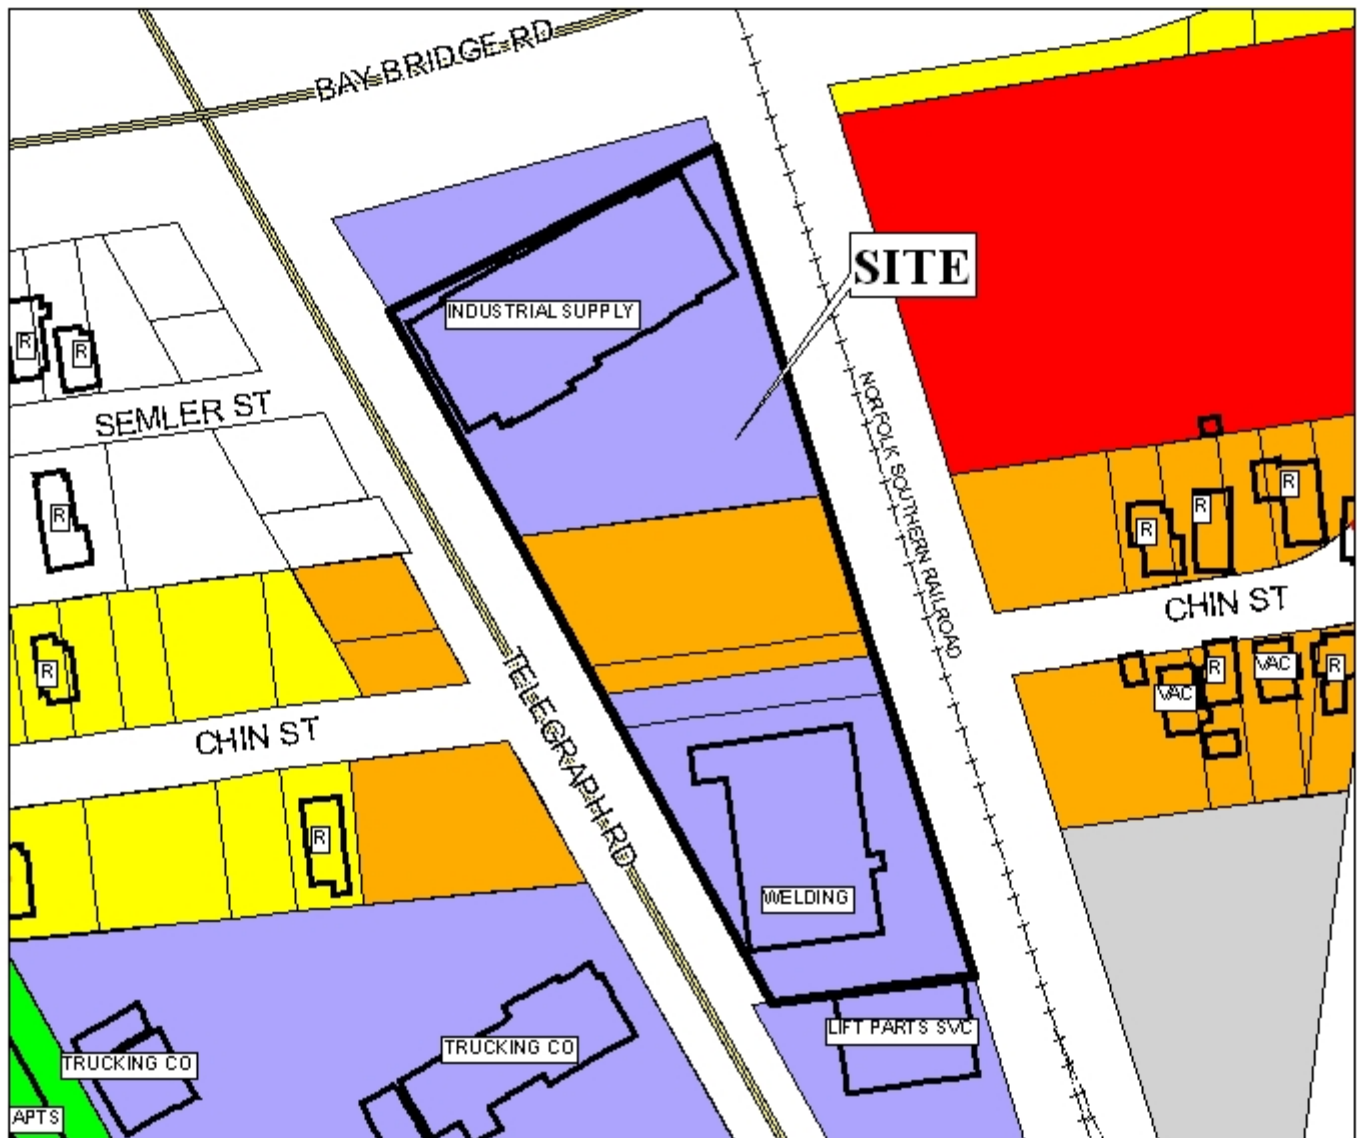 BAY BRIDGE RD
SITE
INDUSTRIAL SUPPLY
R
R
SEMLER ST
NORFOLK SOUTHERN RAILROAD
R
R
R
R
CHIN ST
R
TELEGRAPH RD
VAC
R
R
VAC
CHIN ST
R
WELDING
LIFT PARTS SVC
TRUCKING CO
TRUCKING CO
APTS